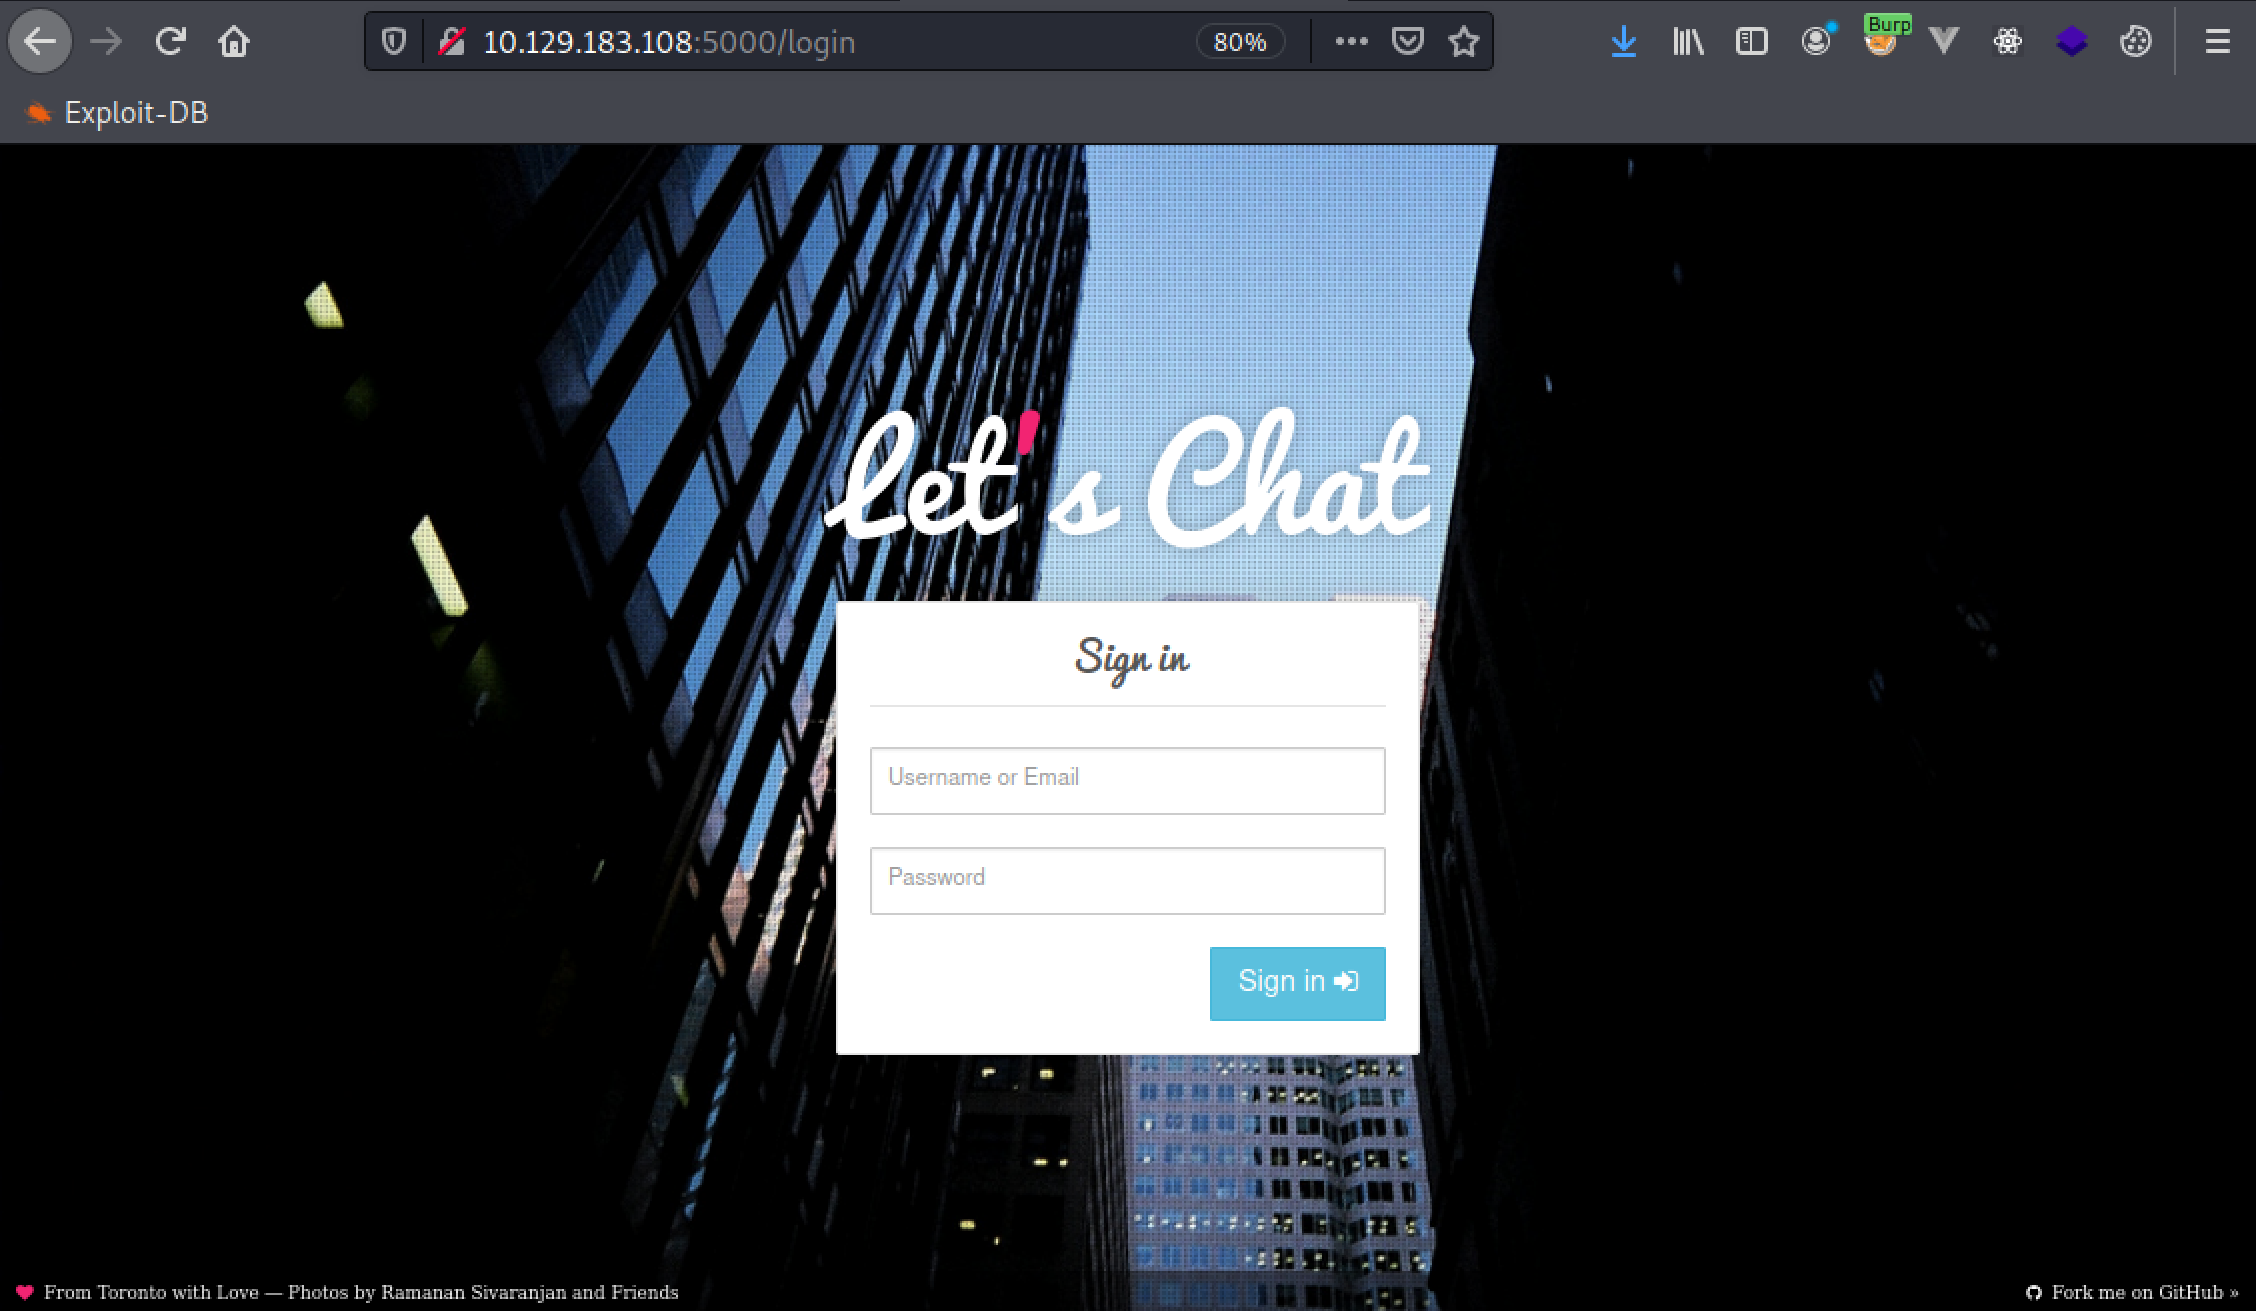 10.129.183.108:5000/login
80%
Burp
Exploit-DB
Let's Chat
Sign in
Username or Email
Password
Sign in
From Toronto with Love — Photos by Ramanan Sivaranjan and Friends
Fork me on GitHub »